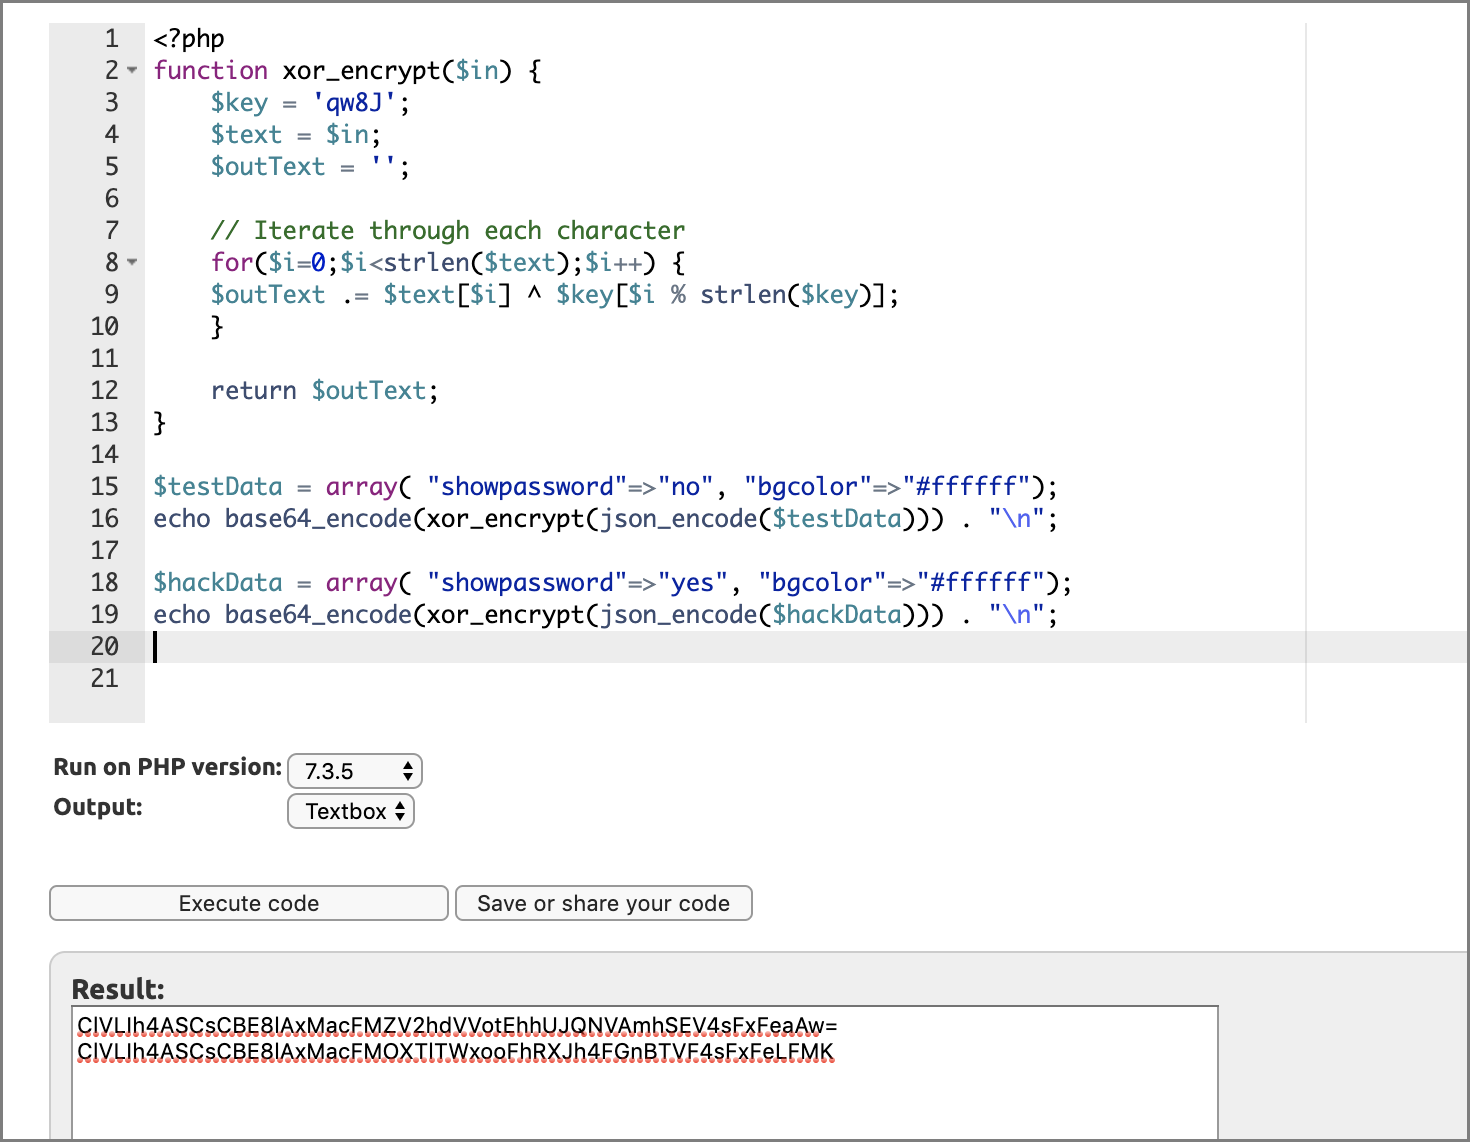 1 <?php
2 function xor_encrypt($in) {
3 $key = 'qw8J';
4 $text = $in;
5 $outText = '';
6
7 // Iterate through each character
8 for($i=0;$i<strlen($text);$i++) {
9 $outText .= $text[$i] ^ $key[$i % strlen($key)];
10 }
11
12 return $outText;
13 }
14
15 $testData = array( "showpassword"=>"no", "bgcolor"=>"#ffffff");
16 echo base64_encode(xor_encrypt(json_encode($testData))) . "\n";
17
18 $hackData = array( "showpassword"=>"yes", "bgcolor"=>"#ffffff");
19 echo base64_encode(xor_encrypt(json_encode($hackData))) . "\n";
20
21
Run on PHP version: 7.3.5
Output: Textbox
Execute code Save or share your code
Result:
ClVLIh4ASCsCBE8lAxMacFMZV2hdVVotEhhUJQNVAmhSEV4sFxFeaAw=
ClVLIh4ASCsCBE8lAxMacFMOXTlTWxooFhRXJh4FGnBTVF4sFxFeLFMK